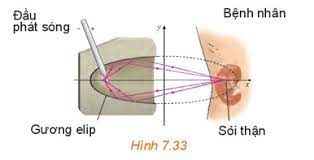 Đầu
phát sóng
Bệnh nhân
y
x
Gương elip
Sỏi thận
Hình 7.33